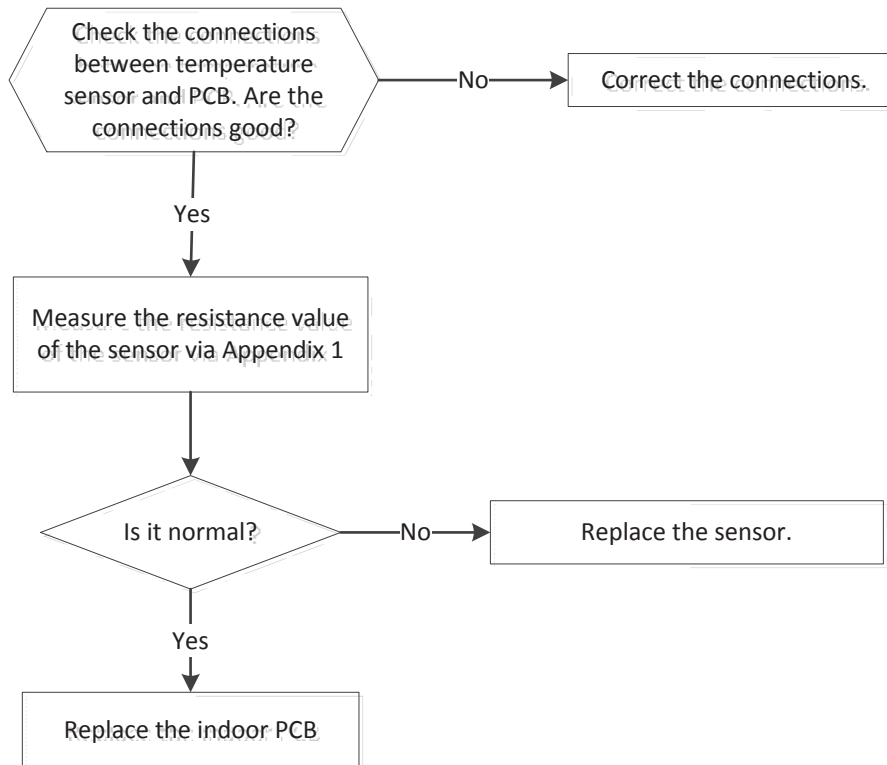 Check the connections
between temperature
sensor and PCB. Are the
connections good?
No
Correct the connections.
Yes
Measure the resistance value
of the sensor via Appendix 1
Is it normal?
No
Replace the sensor.
Yes
Replace the indoor PCB